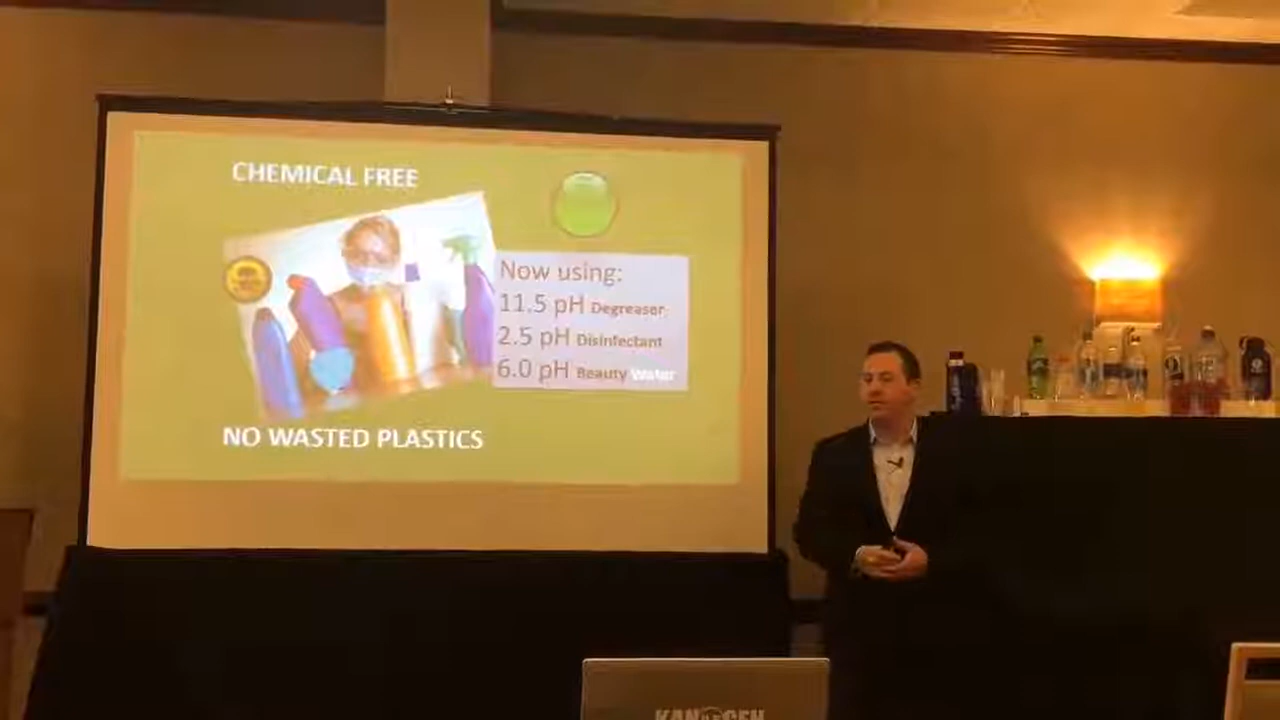 CHEMICAL FREE
Now using:
11.5 pH Degreaser
2.5 pH Disinfectant
6.0 pH Beauty Water
NO WASTED PLASTICS
KANGEN